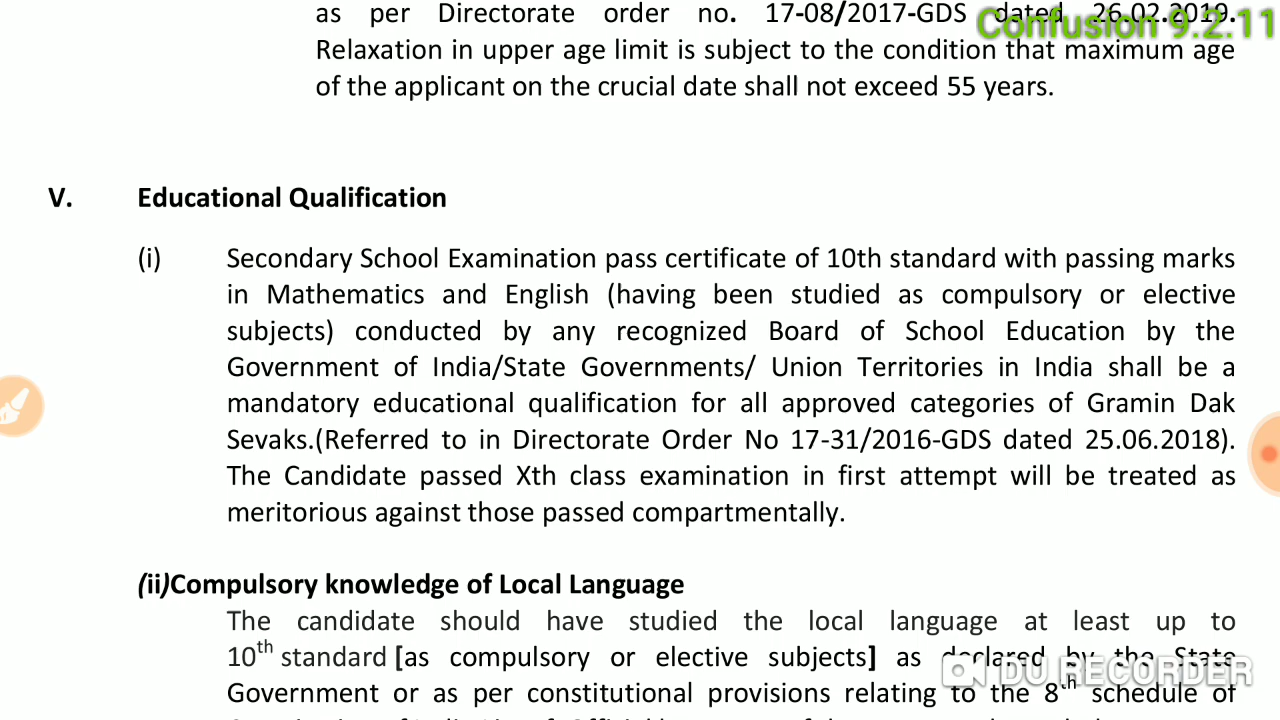 as per Directorate order no. 17-08/2017-GDS dated 26.02.2019.
Confusion 9.2.11
Relaxation in upper age limit is subject to the condition that maximum age
of the applicant on the crucial date shall not exceed 55 years.
V. Educational Qualification
(i) Secondary School Examination pass certificate of 10th standard with passing marks
in Mathematics and English (having been studied as compulsory or elective
subjects) conducted by any recognized Board of School Education by the
Government of India/State Governments/ Union Territories in India shall be a
mandatory educational qualification for all approved categories of Gramin Dak
Sevaks.(Referred to in Directorate Order No 17-31/2016-GDS dated 25.06.2018).
The Candidate passed Xth class examination in first attempt will be treated as
meritorious against those passed compartmentally.
(ii)Compulsory knowledge of Local Language
The candidate should have studied the local language at least up to
10th standard [as compulsory or elective subjects] as declared by the State
DU RECORDER
Government or as per constitutional provisions relating to the 8th schedule of